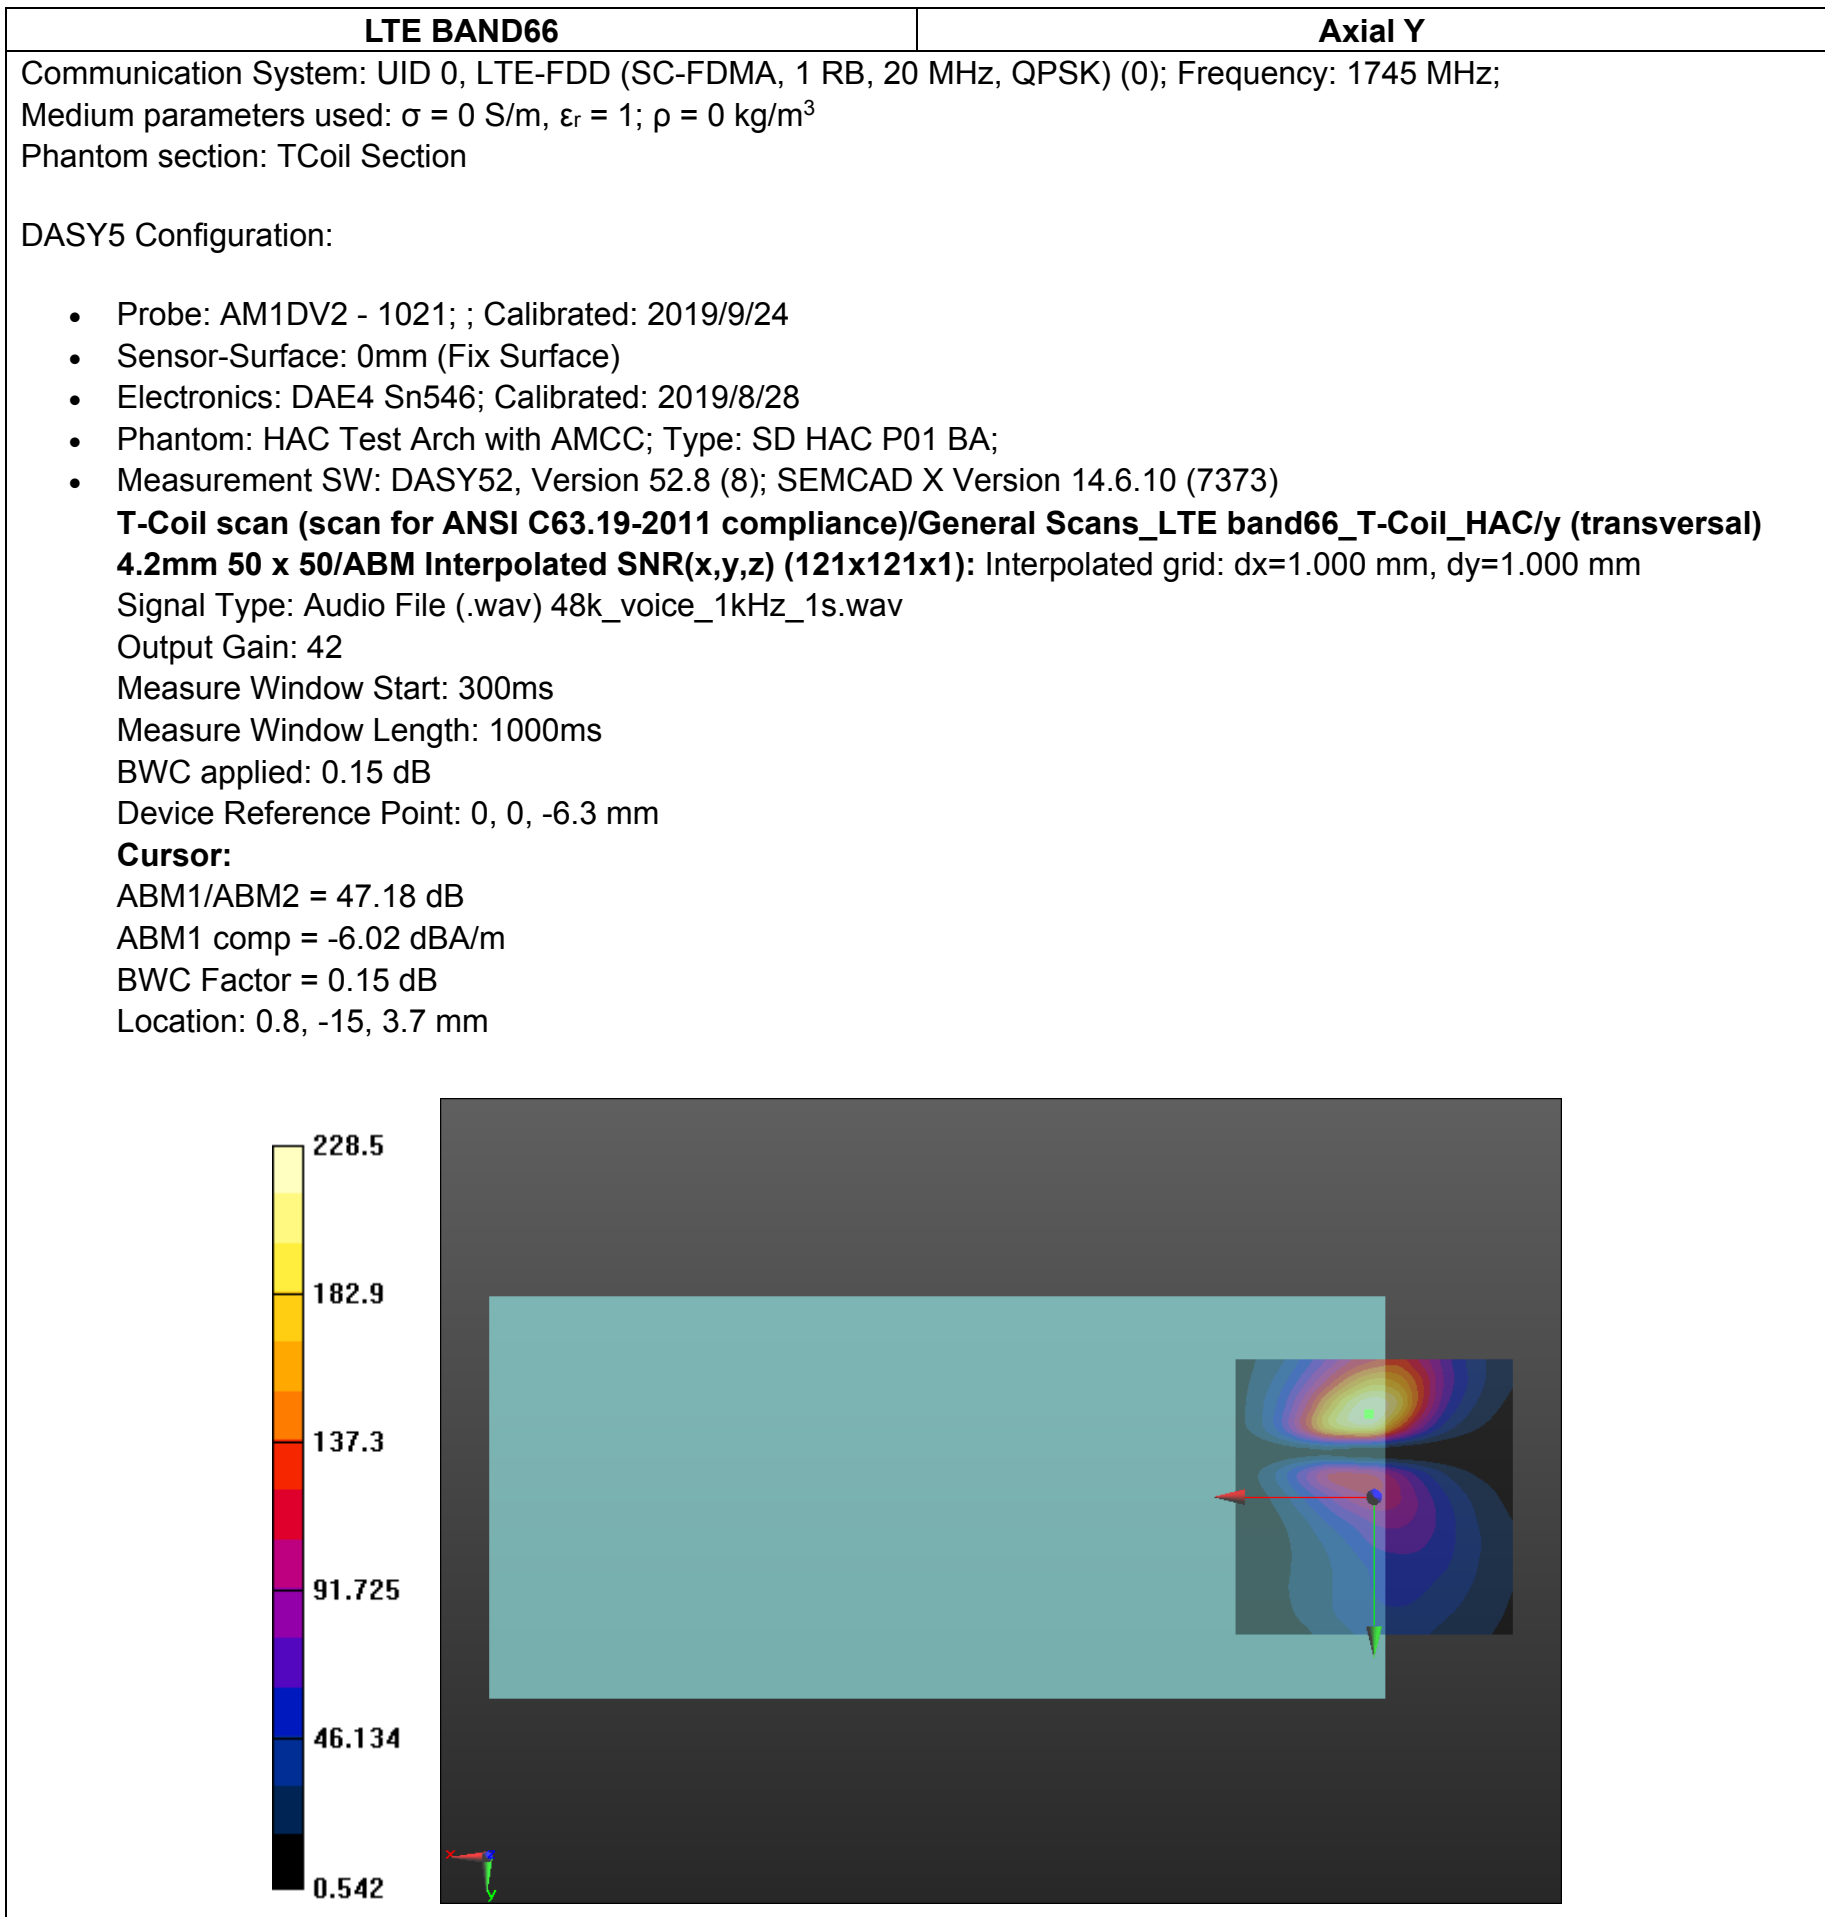 LTE BAND66
Axial Y
Communication System: UID 0, LTE-FDD (SC-FDMA, 1 RB, 20 MHz, QPSK) (0); Frequency: 1745 MHz;
Medium parameters used: σ = 0 S/m, εr = 1; ρ = 0 kg/m³
Phantom section: TCoil Section
DASY5 Configuration:
• Probe: AM1DV2 - 1021; ; Calibrated: 2019/9/24
• Sensor-Surface: 0mm (Fix Surface)
• Electronics: DAE4 Sn546; Calibrated: 2019/8/28
• Phantom: HAC Test Arch with AMCC; Type: SD HAC P01 BA;
• Measurement SW: DASY52, Version 52.8 (8); SEMCAD X Version 14.6.10 (7373)
T-Coil scan (scan for ANSI C63.19-2011 compliance)/General Scans_LTE band66_T-Coil_HAC/y (transversal)
4.2mm 50 x 50/ABM Interpolated SNR(x,y,z) (121x121x1): Interpolated grid: dx=1.000 mm, dy=1.000 mm
Signal Type: Audio File (.wav) 48k_voice_1kHz_1s.wav
Output Gain: 42
Measure Window Start: 300ms
Measure Window Length: 1000ms
BWC applied: 0.15 dB
Device Reference Point: 0, 0, -6.3 mm
Cursor:
ABM1/ABM2 = 47.18 dB
ABM1 comp = -6.02 dBA/m
BWC Factor = 0.15 dB
Location: 0.8, -15, 3.7 mm
228.5
182.9
137.3
91.725
46.134
0.542
x
z
y